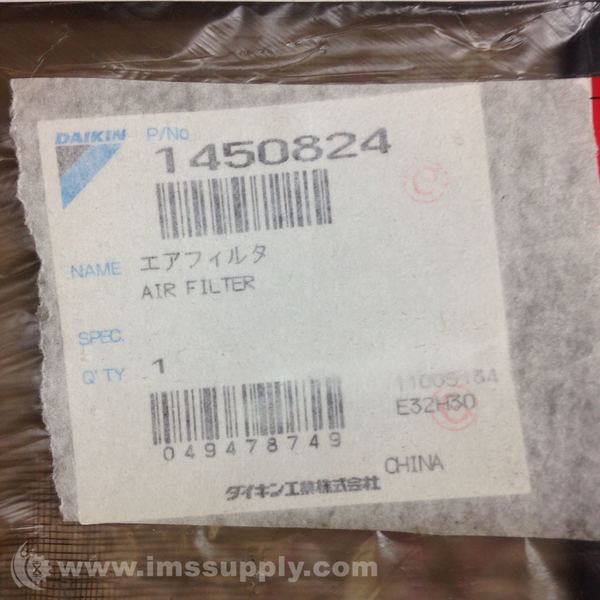 DAIKIN P/No
1450824
NAME エアフィルタ
AIR FILTER
SPEC.
Q'TY 1
E32H30
049478749
CHINA
ダイキン工業株式会社
www.imssupply.com